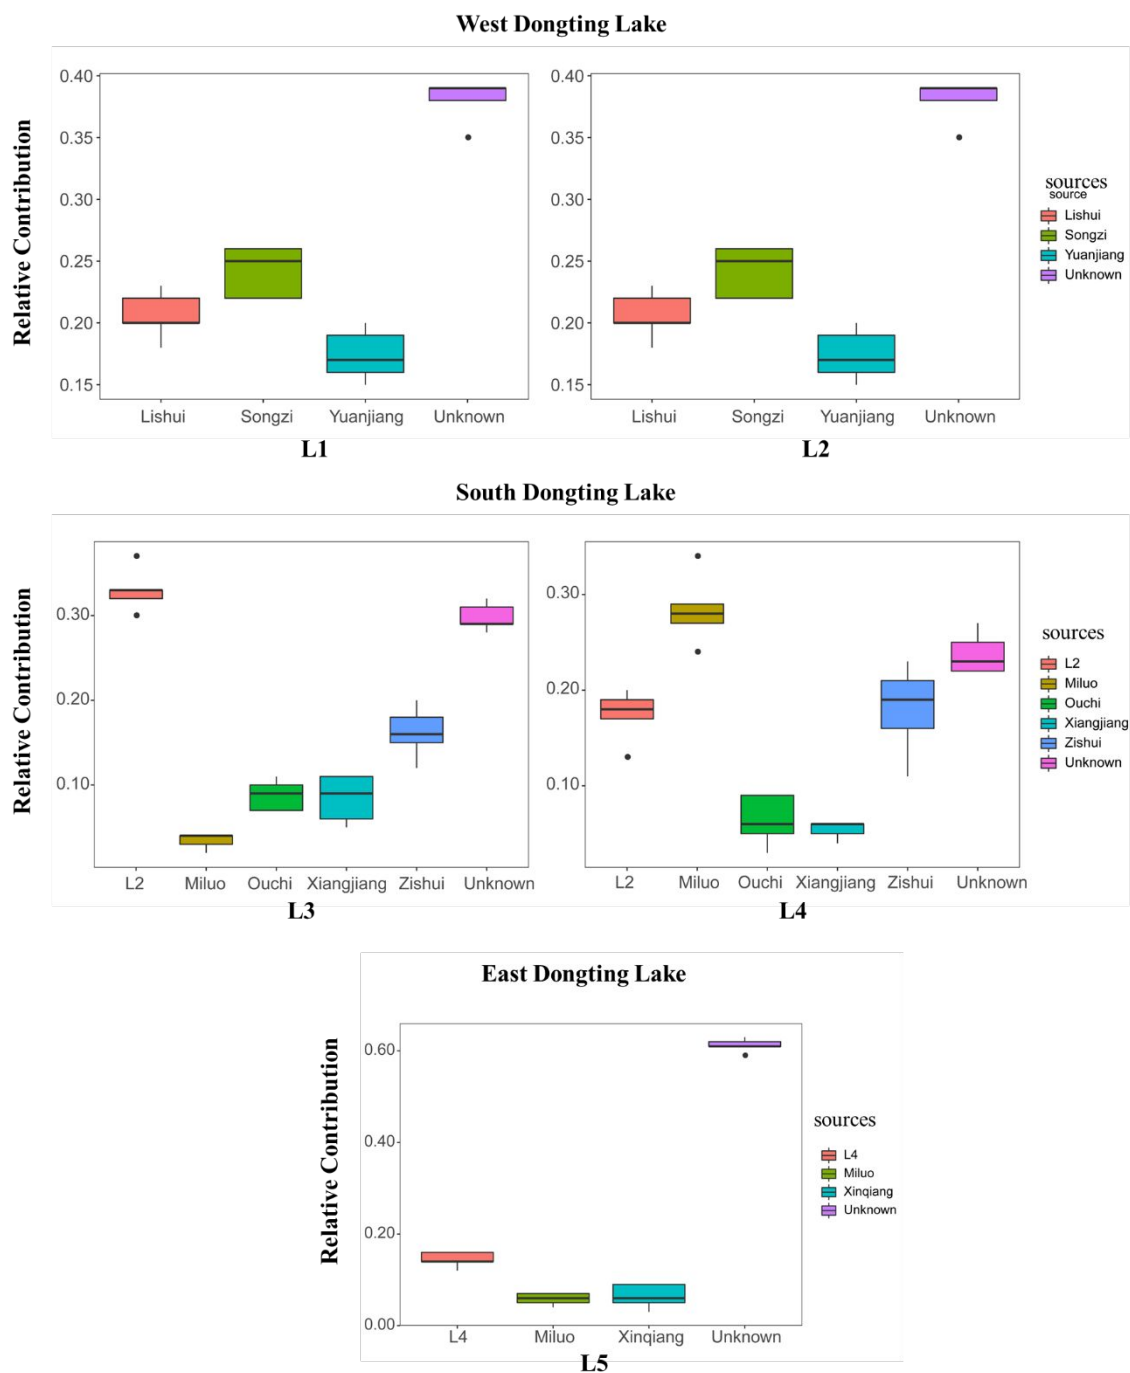 West Dongting Lake
Relative Contribution
0.40
0.35
0.30
0.25
0.20
0.15
Lishui Songzi Yuanjiang Unknown
L1
0.40
0.35
0.30
0.25
0.20
0.15
Lishui Songzi Yuanjiang Unknown
L2
sources
source
Lishui
Songzi
Yuanjiang
Unknown
South Dongting Lake
Relative Contribution
0.30
0.20
0.10
L2 Miluo Ouchi Xiangjiang Zishui Unknown
L3
0.30
0.20
0.10
L2 Miluo Ouchi Xiangjiang Zishui Unknown
L4
sources
L2
Miluo
Ouchi
Xiangjiang
Zishui
Unknown
East Dongting Lake
Relative Contribution
0.60
0.40
0.20
0.00
L4 Miluo Xinqiang Unknown
L5
sources
L4
Miluo
Xinqiang
Unknown